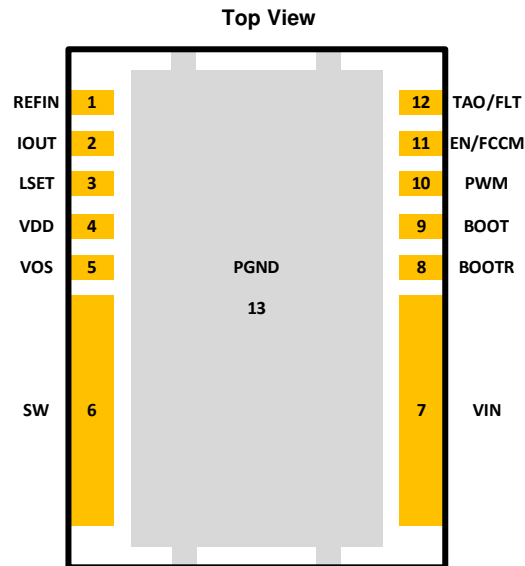 Top View
REFIN 1 12 TAO/FLT
IOUT 2 11 EN/FCCM
LSET 3 10 PWM
VDD 4 9 BOOT
VOS 5 PGND 8 BOOTR
13
SW 6 7 VIN